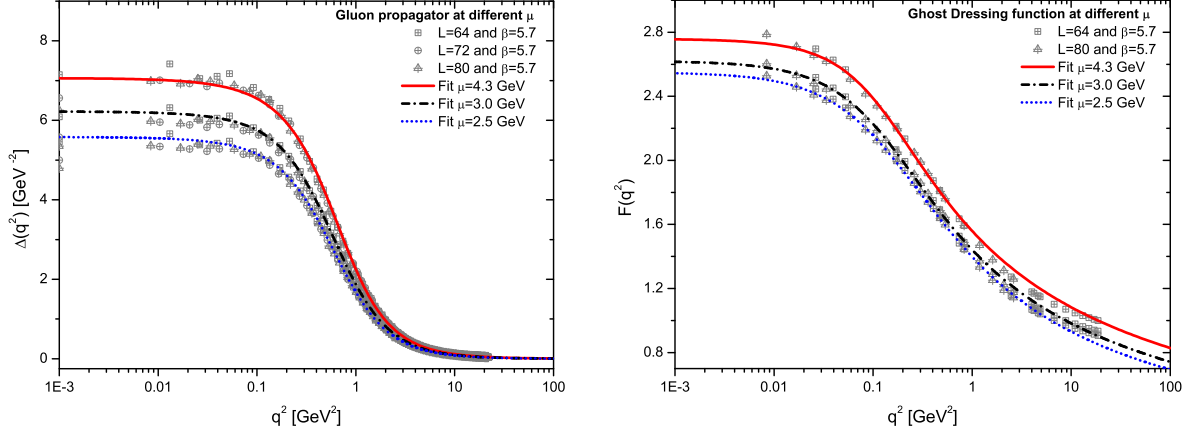 Gluon propagator at different μ
L=64 and β=5.7
L=72 and β=5.7
L=80 and β=5.7
Fit μ=4.3 GeV
Fit μ=3.0 GeV
Fit μ=2.5 GeV
8
6
4
2
0
Δ(q²) [GeV⁻²]
1E-3 0.01 0.1 1 10 100
q² [GeV²]
Ghost Dressing function at different μ
L=64 and β=5.7
L=80 and β=5.7
Fit μ=4.3 GeV
Fit μ=3.0 GeV
Fit μ=2.5 GeV
2.8
2.4
2.0
1.6
1.2
0.8
F(q²)
1E-3 0.01 0.1 1 10 100
q² [GeV²]